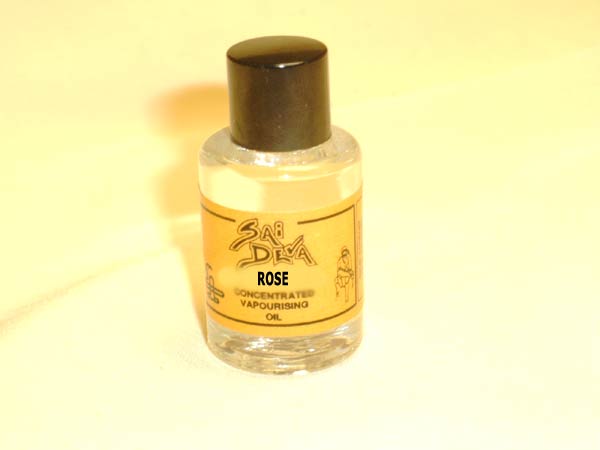 SAi
DEVA
ROSE
CONCENTRATED
VAPOURISING
OIL